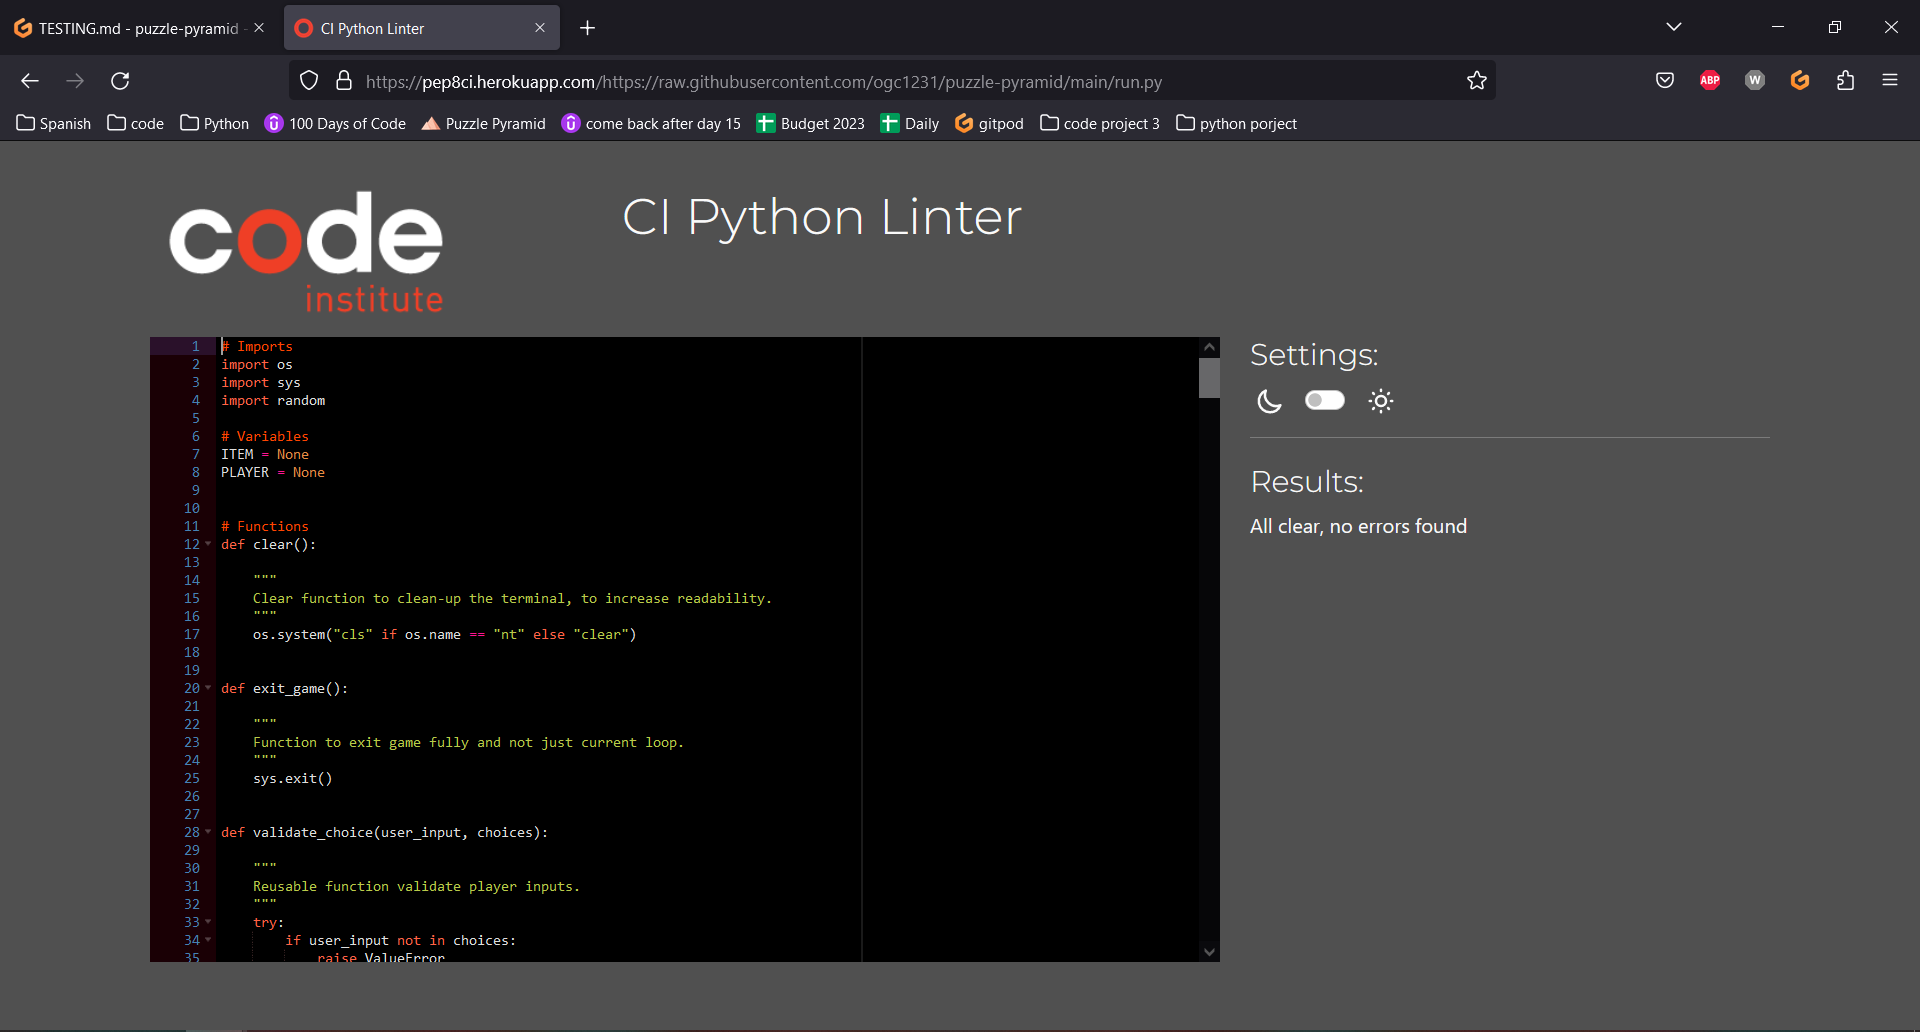 TESTING.md - puzzle-pyramid -
CI Python Linter
https://pep8ci.herokuapp.com/https://raw.githubusercontent.com/ogc1231/puzzle-pyramid/main/run.py
ABP
W
Spanish code Python 100 Days of Code Puzzle Pyramid come back after day 15 Budget 2023 Daily gitpod code project 3 python porject
code
institute
CI Python Linter
1 # Imports
2 import os
3 import sys
4 import random
5
6 # Variables
7 ITEM = None
8 PLAYER = None
9
10
11 # Functions
12 def clear():
13
14     """
15     Clear function to clean-up the terminal, to increase readability.
16     """
17     os.system("cls" if os.name == "nt" else "clear")
18
19
20 def exit_game():
21
22     """
23     Function to exit game fully and not just current loop.
24     """
25     sys.exit()
26
27
28 def validate_choice(user_input, choices):
29
30     """
31     Reusable function validate player inputs.
32     """
33     try:
34         if user_input not in choices:
35             raise ValueError
Settings:
Results:
All clear, no errors found